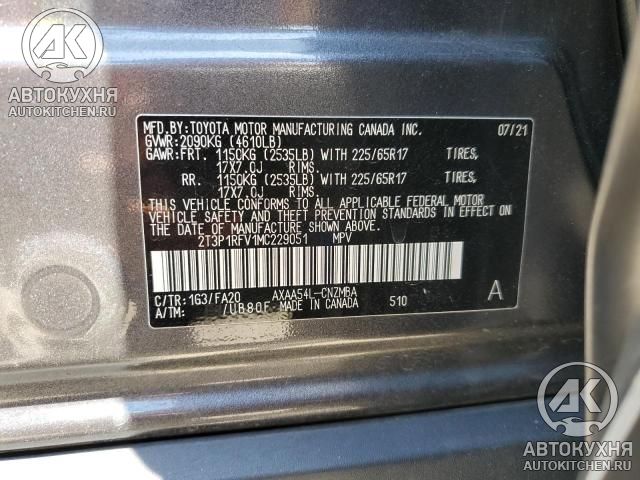 АК
АВТОКУХНЯ
AUTOKITCHEN.RU
MFD.BY:TOYOTA MOTOR MANUFACTURING CANADA INC. 07/21
GVWR:2090KG (4610LB)
GAWR:FRT. 1150KG (2535LB) WITH 225/65R17 TIRES,
17X7.0J RIMS.
RR. 1150KG (2535LB) WITH 225/65R17 TIRES,
17X7.0J RIMS.
THIS VEHICLE CONFORMS TO ALL APPLICABLE FEDERAL MOTOR
VEHICLE SAFETY AND THEFT PREVENTION STANDARDS IN EFFECT ON
THE DATE OF MANUFACTURE SHOWN ABOVE.
2T3P1RFV1MC229051 MPV
C/TR:1G3/FA20 AXAA54L-CNZMBA 510 A
A/TM: /UB80F MADE IN CANADA
АК
АВТОКУХНЯ
AUTOKITCHEN.RU